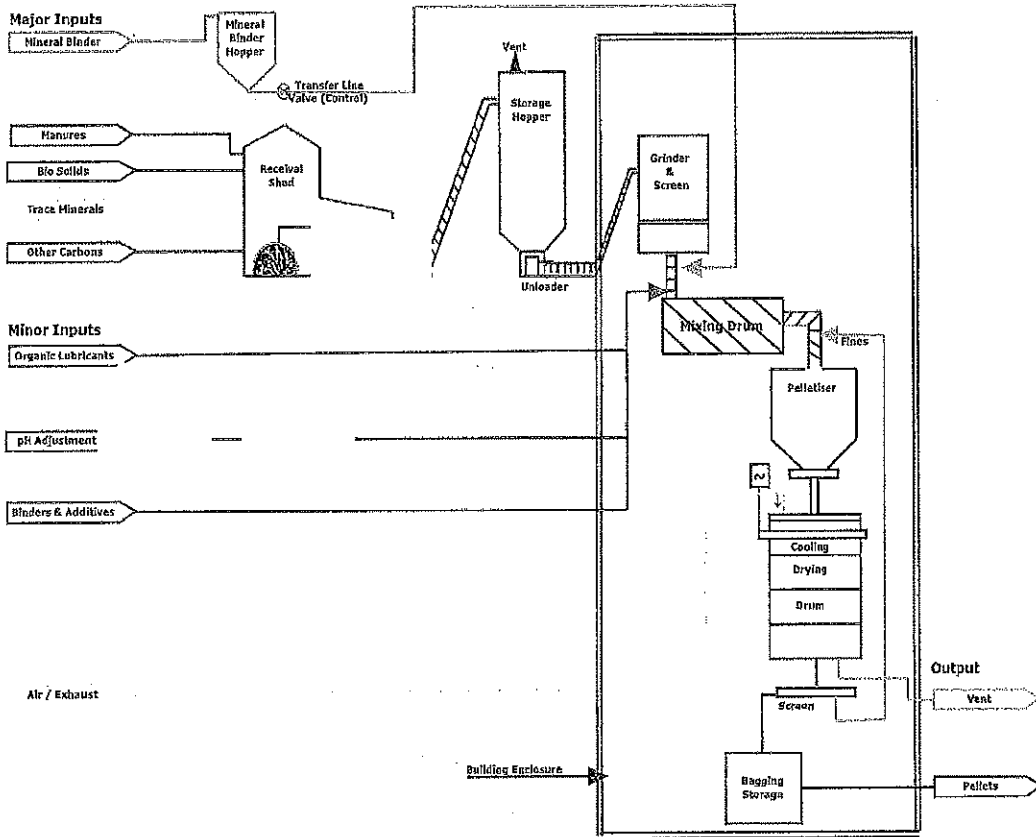 Major Inputs
Mineral Binder
Mineral
Binder
Hopper
Transfer Line
Valve (Control)
Vent
Storage
Hopper
Manures
Bio Solids
Trace Minerals
Other Carbons
Receival
Shed
Grinder
&
Screen
Unloader
Minor Inputs
Organic Lubricants
pH Adjustment
Binders & Additives
Mixing Drum
Fines
Pelletiser
Cooling
Drying
Drum
Air / Exhaust
Screen
Output
Vent
Building Enclosure
Bagging
Storage
Pellets